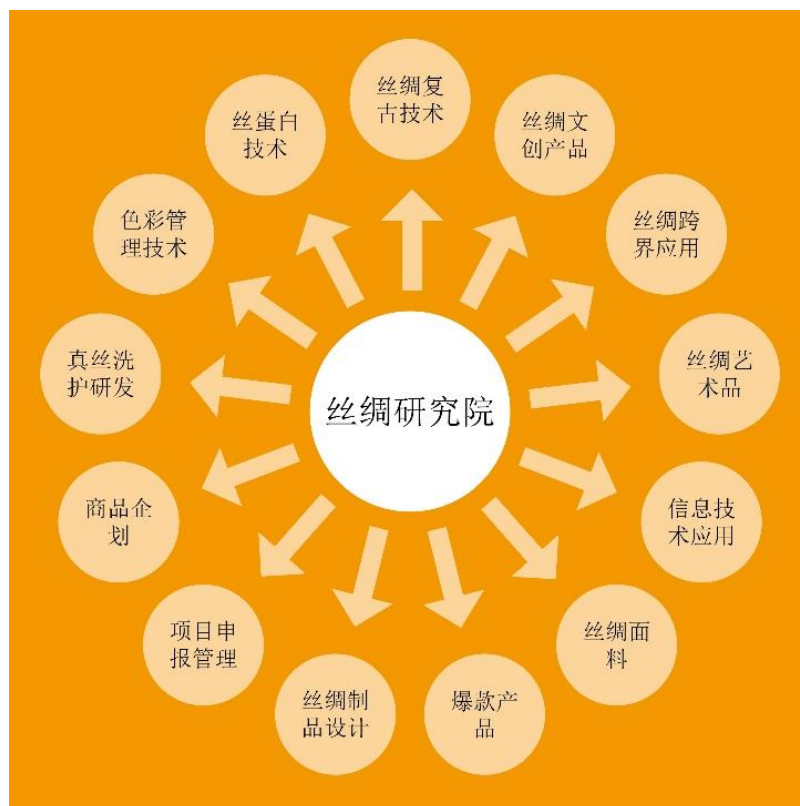 丝绸复
古技术
丝绸文
创产品
丝绸跨
界应用
丝绸艺
术品
信息技
术应用
丝绸面
料
爆款产
品
丝绸制
品设计
项目申
报管理
商品企
划
真丝洗
护研发
色彩管
理技术
丝蛋白
技术
丝绸研究院